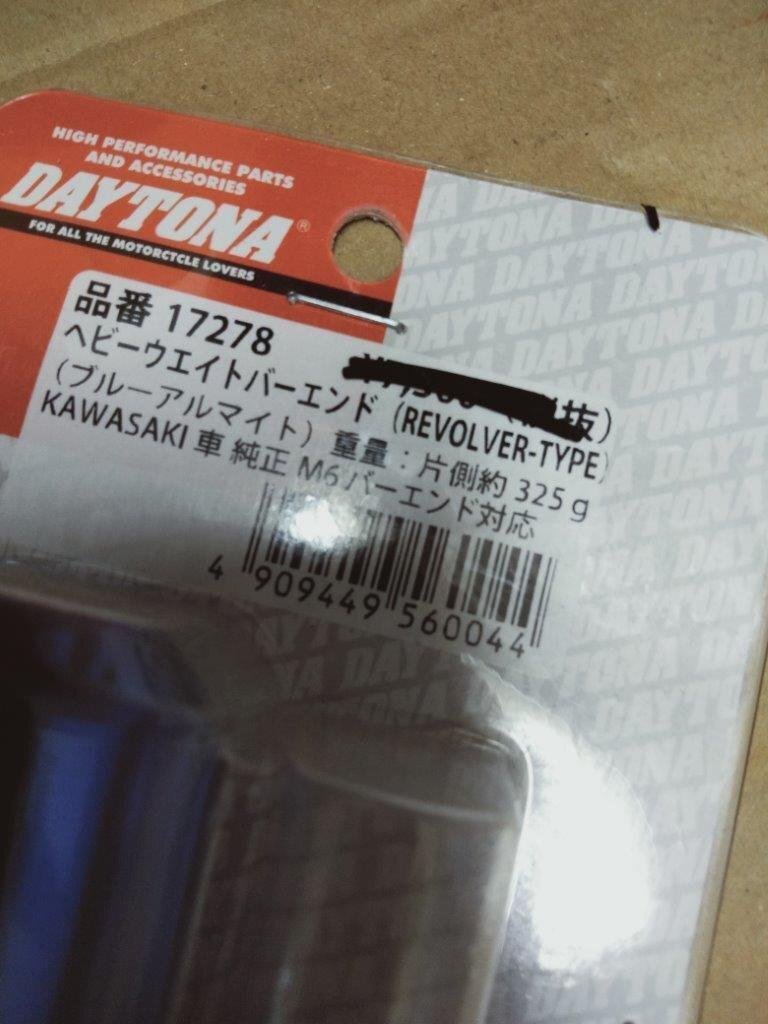 HIGH PERFORMANCE PARTS
AND ACCESSORIES
DAYTONA®
FOR ALL THE MOTORCTCLE LOVERS
品番 17278
ヘビーウエイトバーエンド（REVOLVER-TYPE）
（ブルーアルマイト）重量：片側約 325g
KAWASAKI 車 純正 M6 バーエンド対応
4 909449 560044